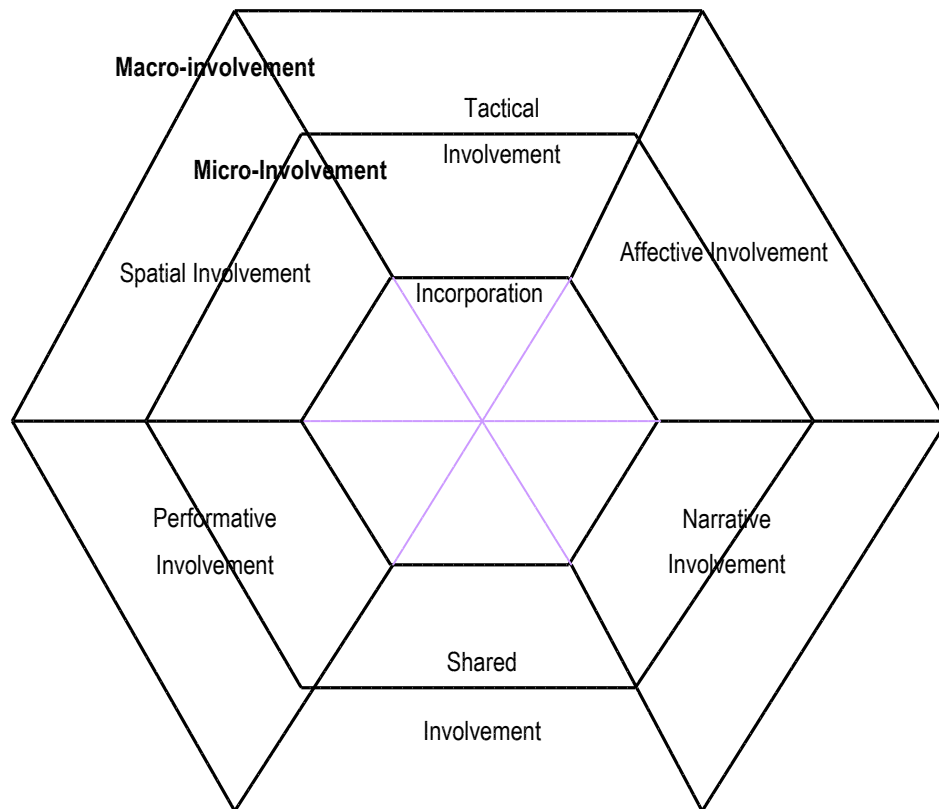 Macro-involvement
Tactical
Involvement
Micro-Involvement
Affective Involvement
Spatial Involvement
Incorporation
Performative
Involvement
Narrative
Involvement
Shared
Involvement